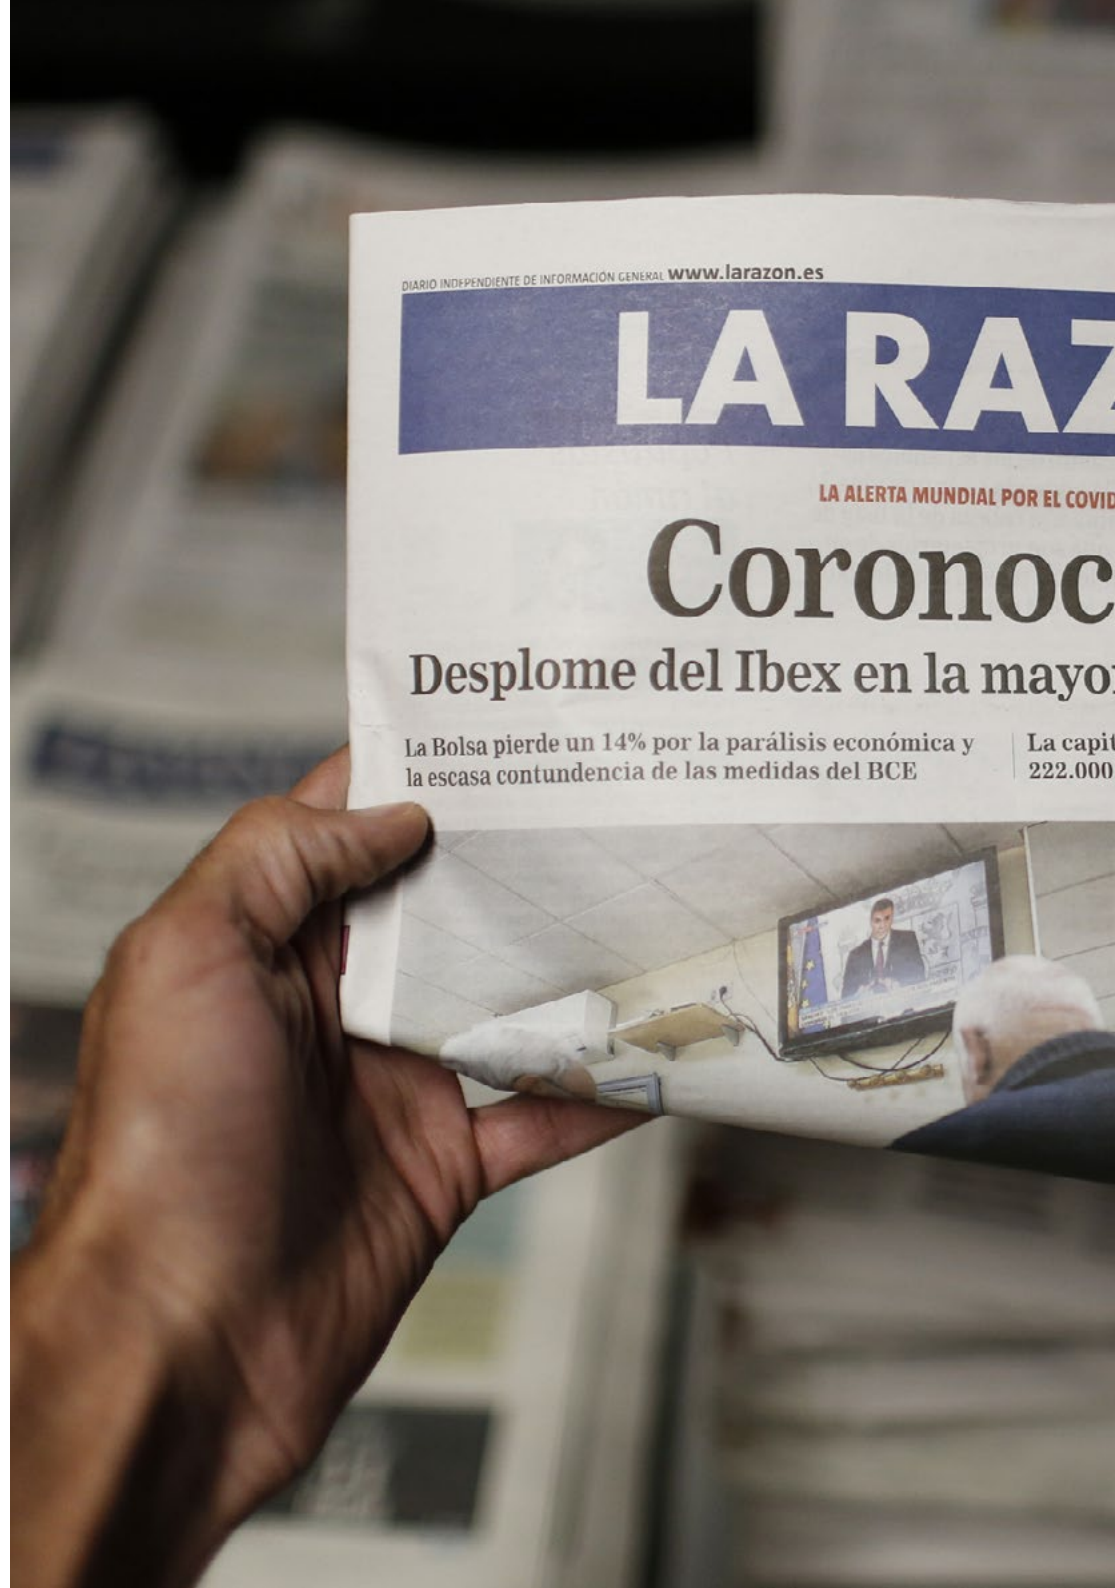 DIARIO INDEPENDIENTE DE INFORMACIÓN GENERAL www.larazon.es
LA RAZ
LA ALERTA MUNDIAL POR EL COVID
Coronoc
Desplome del Ibex en la mayor
La Bolsa pierde un 14% por la parálisis económica y
la escasa contundencia de las medidas del BCE
La capit
222.000